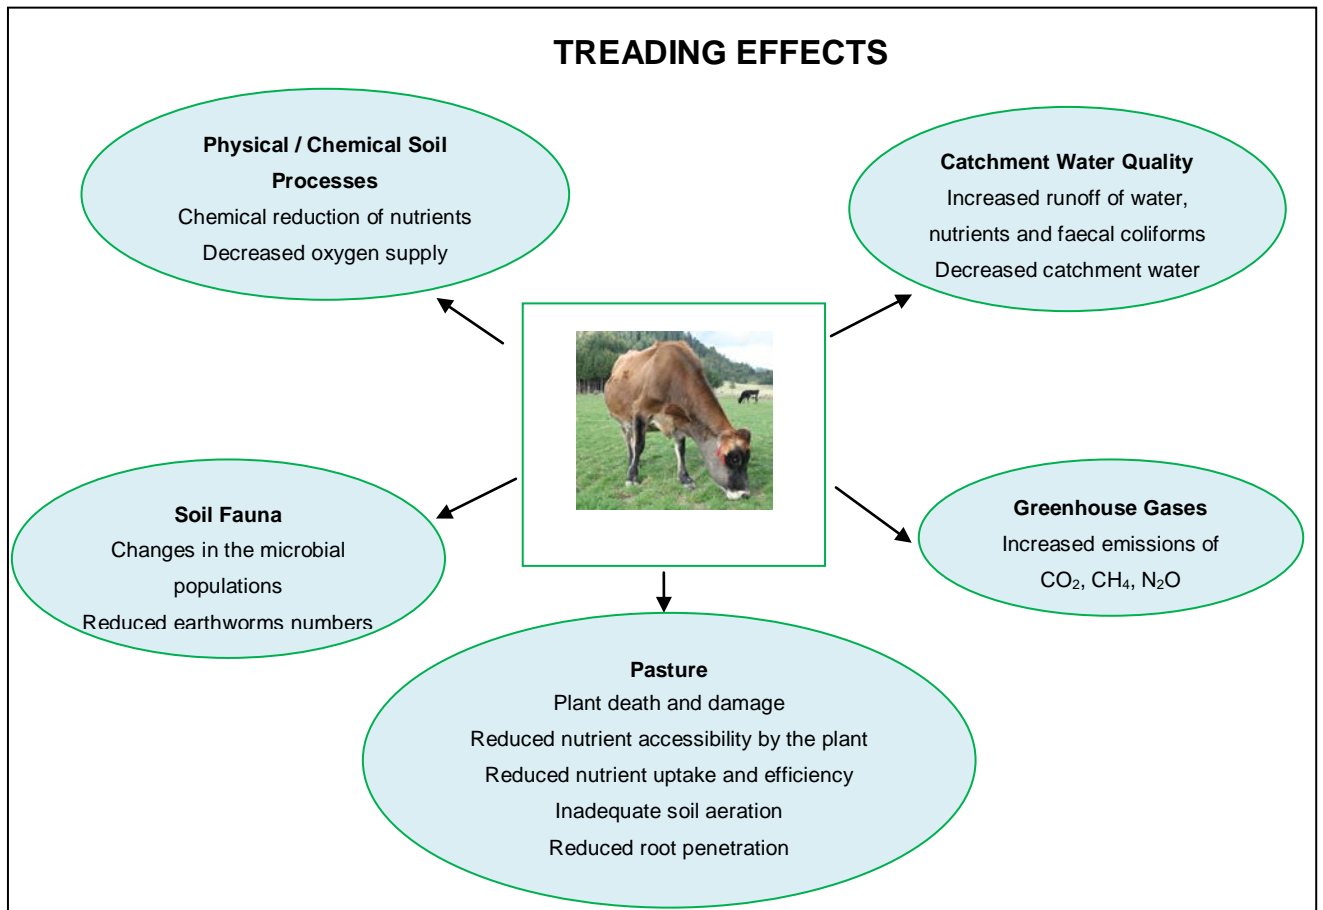 TREADING EFFECTS
Physical / Chemical Soil
Processes
Chemical reduction of nutrients
Decreased oxygen supply
Catchment Water Quality
Increased runoff of water,
nutrients and faecal coliforms
Decreased catchment water
Soil Fauna
Changes in the microbial
populations
Reduced earthworms numbers
Greenhouse Gases
Increased emissions of
CO₂, CH₄, N₂O
Pasture
Plant death and damage
Reduced nutrient accessibility by the plant
Reduced nutrient uptake and efficiency
Inadequate soil aeration
Reduced root penetration